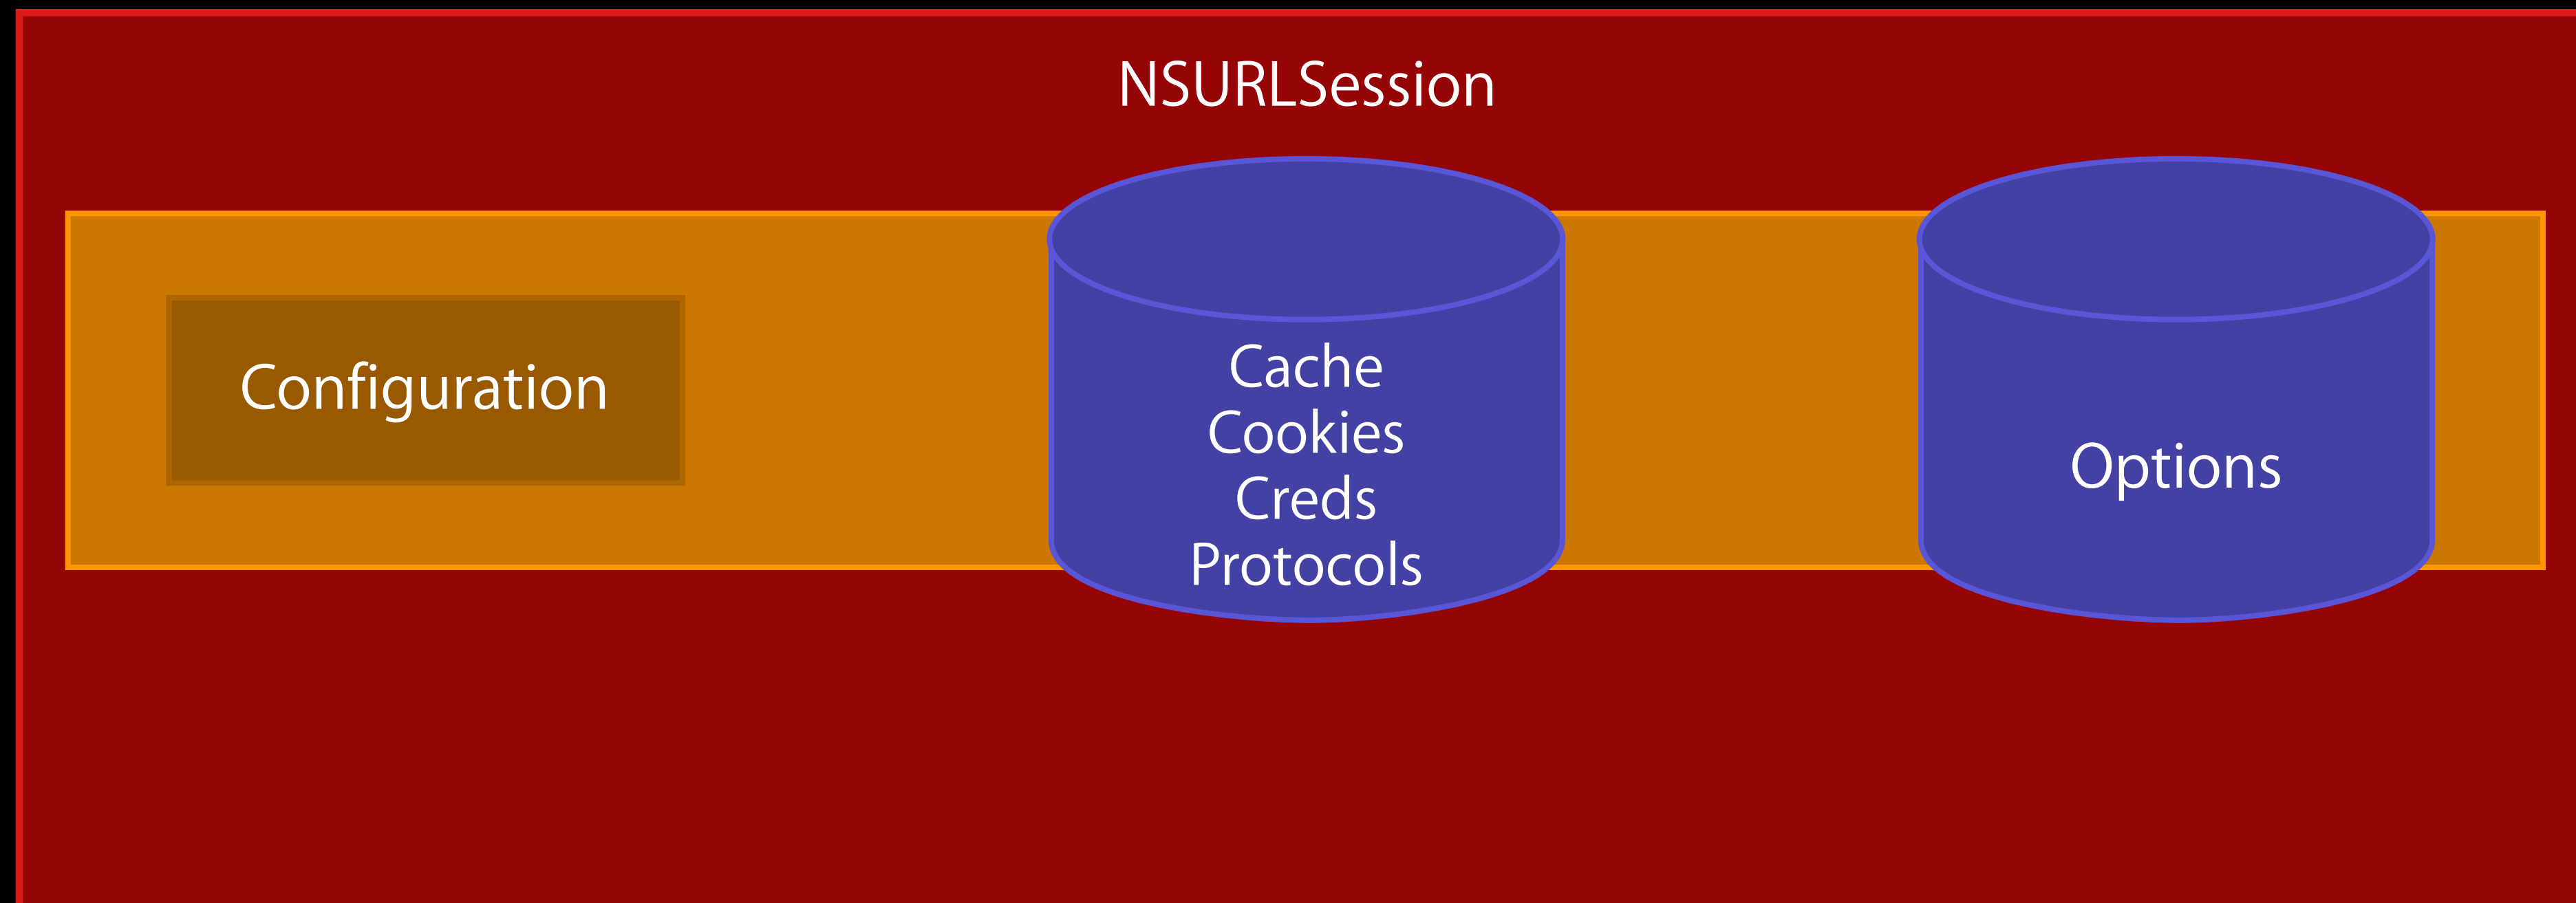 NSURLSession
Configuration
Cache
Cookies
Creds
Protocols
Options